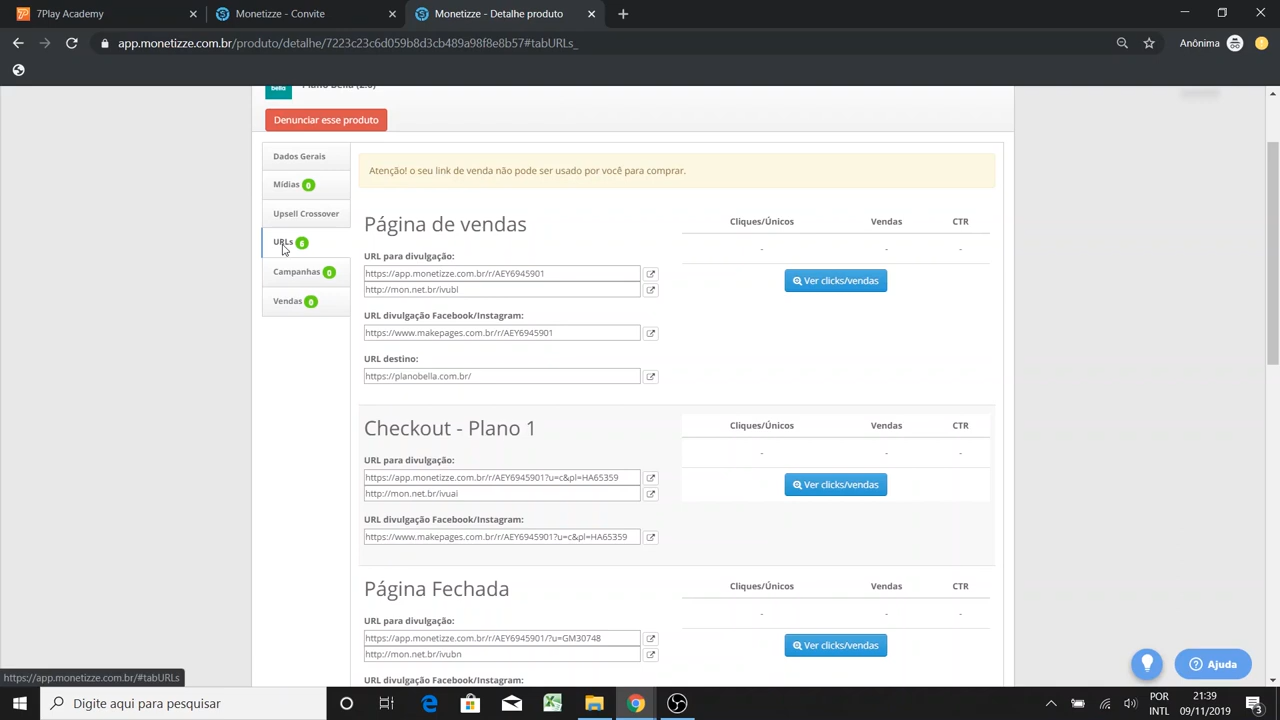 7Play Academy
Monetizze - Convite
Monetizze - Detalhe produto
app.monetizze.com.br/produto/detalhe/7223c23c6d059b8d3cb489a98f8e8b57#tabURLs_
Anônima
bella
Plano Bella (2.0)
Denunciar esse produto
Dados Gerais
Mídias 0
Upsell Crossover
URLs 6
Campanhas 0
Vendas 0
Atenção! o seu link de venda não pode ser usado por você para comprar.
Página de vendas
Cliques/Únicos Vendas CTR
- - -
Ver clicks/vendas
URL para divulgação:
https://app.monetizze.com.br/r/AEY6945901
http://mon.net.br/ivubl
URL divulgação Facebook/Instagram:
https://www.makepages.com.br/r/AEY6945901
URL destino:
https://planobella.com.br/
Checkout - Plano 1
Cliques/Únicos Vendas CTR
- - -
Ver clicks/vendas
URL para divulgação:
https://app.monetizze.com.br/r/AEY6945901?u=c&pl=HA65359
http://mon.net.br/ivuai
URL divulgação Facebook/Instagram:
https://www.makepages.com.br/r/AEY6945901?u=c&pl=HA65359
Página Fechada
Cliques/Únicos Vendas CTR
- - -
Ver clicks/vendas
URL para divulgação:
https://app.monetizze.com.br/r/AEY6945901/?u=GM30748
http://mon.net.br/ivubn
URL divulgação Facebook/Instagram:
Ajuda
https://app.monetizze.com.br/#tabURLs
Digite aqui para pesquisar
POR
INTL
21:39
09/11/2019
3